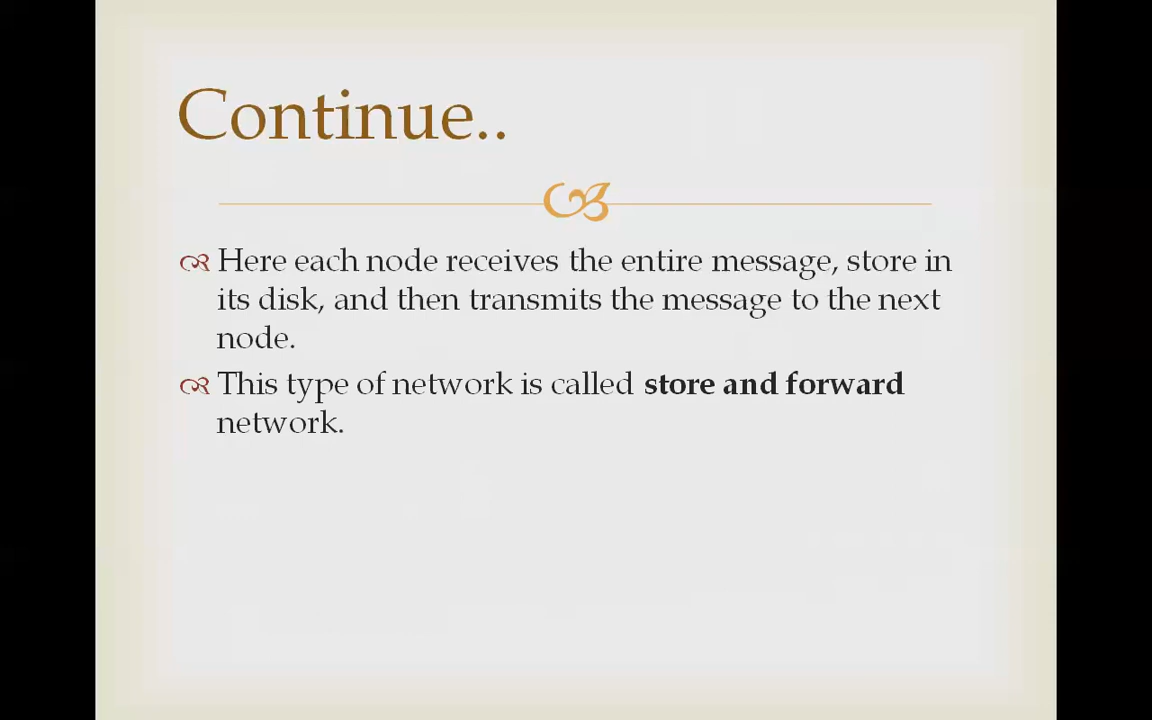 Continue..
Here each node receives the entire message, store in
its disk, and then transmits the message to the next
node.
This type of network is called store and forward
network.